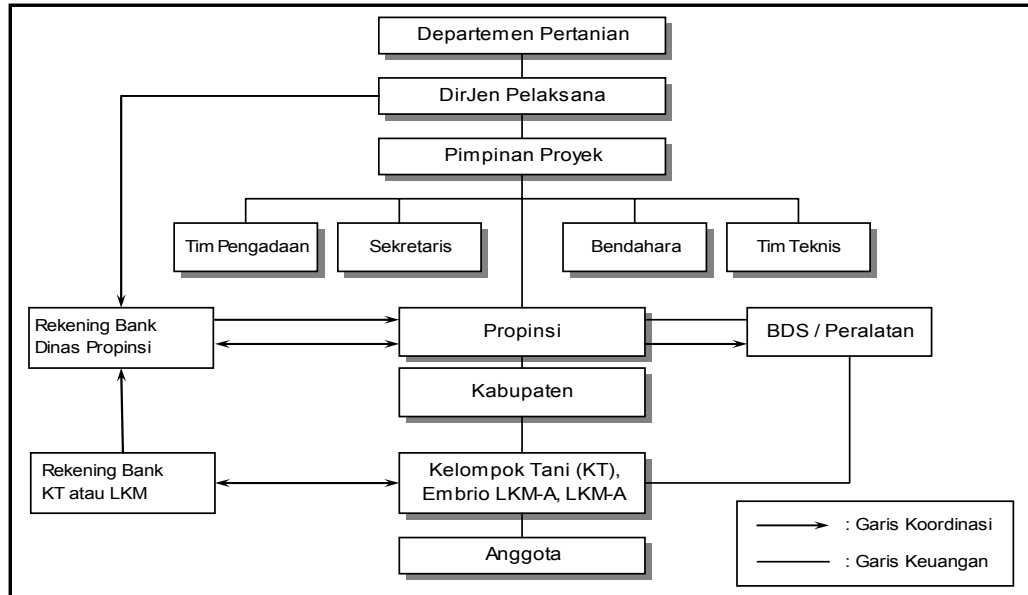 Departemen Pertanian
DirJen Pelaksana
Pimpinan Proyek
Tim Pengadaan
Sekretaris
Bendahara
Tim Teknis
Rekening Bank
Dinas Propinsi
Propinsi
BDS / Peralatan
Kabupaten
Rekening Bank
KT atau LKM
Kelompok Tani (KT),
Embrio LKM-A, LKM-A
Anggota
: Garis Koordinasi
: Garis Keuangan